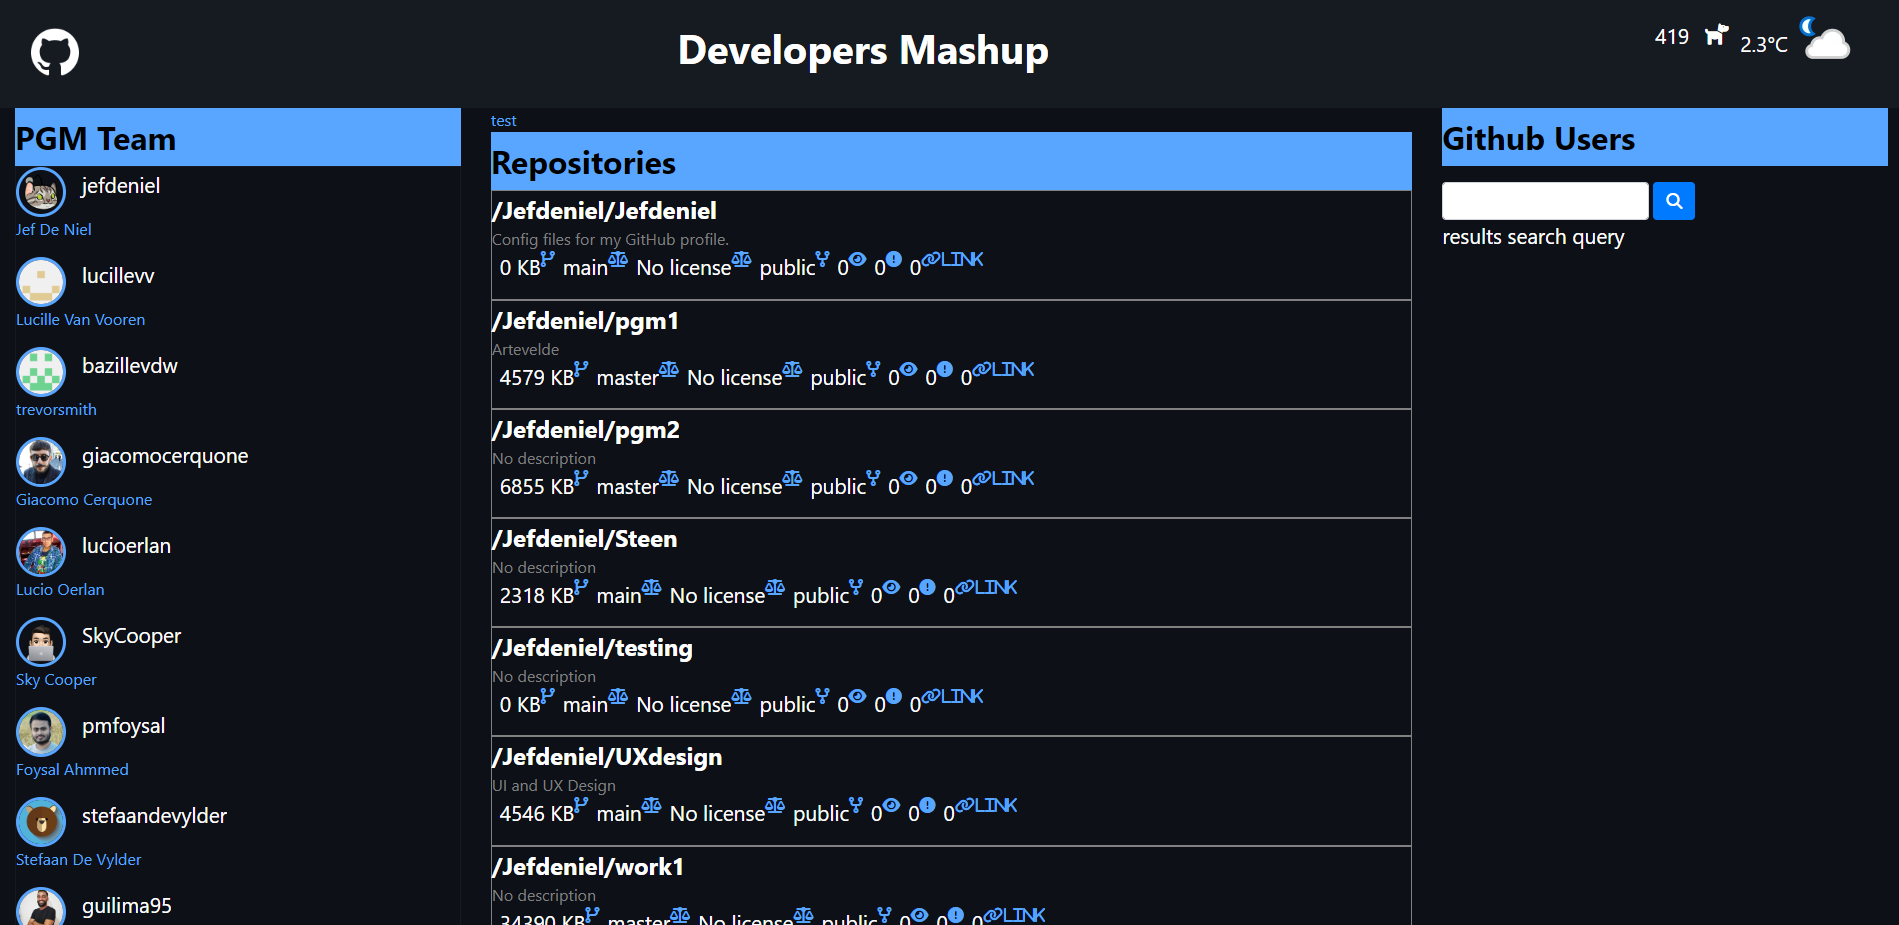 Developers Mashup
419 2.3°C
PGM Team
jefdeniel
Jef De Niel
lucillevv
Lucille Van Vooren
bazillevdw
trevorsmith
giacomocerquone
Giacomo Cerquone
lucioerlan
Lucio Oerlan
SkyCooper
Sky Cooper
pmfoysal
Foysal Ahmmed
stefaandevylder
Stefaan De Vylder
guilima95
test
Repositories
/Jefdeniel/Jefdeniel
Config files for my GitHub profile.
0 KB main No license public 0 0 0 LINK
/Jefdeniel/pgm1
Artevelde
4579 KB master No license public 0 0 0 LINK
/Jefdeniel/pgm2
No description
6855 KB master No license public 0 0 0 LINK
/Jefdeniel/Steen
No description
2318 KB main No license public 0 0 0 LINK
/Jefdeniel/testing
No description
0 KB main No license public 0 0 0 LINK
/Jefdeniel/UXdesign
UI and UX Design
4546 KB main No license public 0 0 0 LINK
/Jefdeniel/work1
No description
34390 KB master No license public 0 0 0 LINK
Github Users
results search query